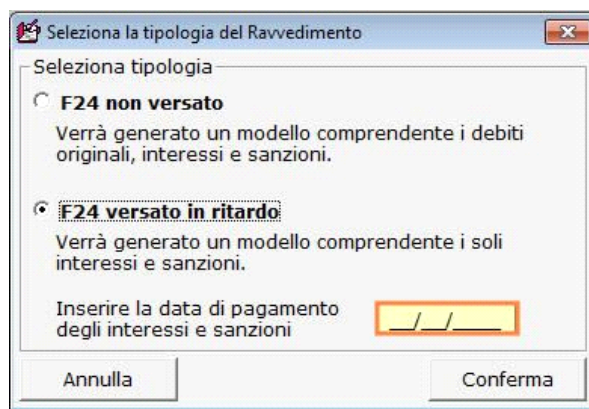 Seleziona la tipologia del Ravvedimento
Seleziona tipologia
F24 non versato
Verrà generato un modello comprendente i debiti
originali, interessi e sanzioni.
F24 versato in ritardo
Verrà generato un modello comprendente i soli
interessi e sanzioni.
Inserire la data di pagamento
degli interessi e sanzioni
__/__/____
Annulla
Conferma